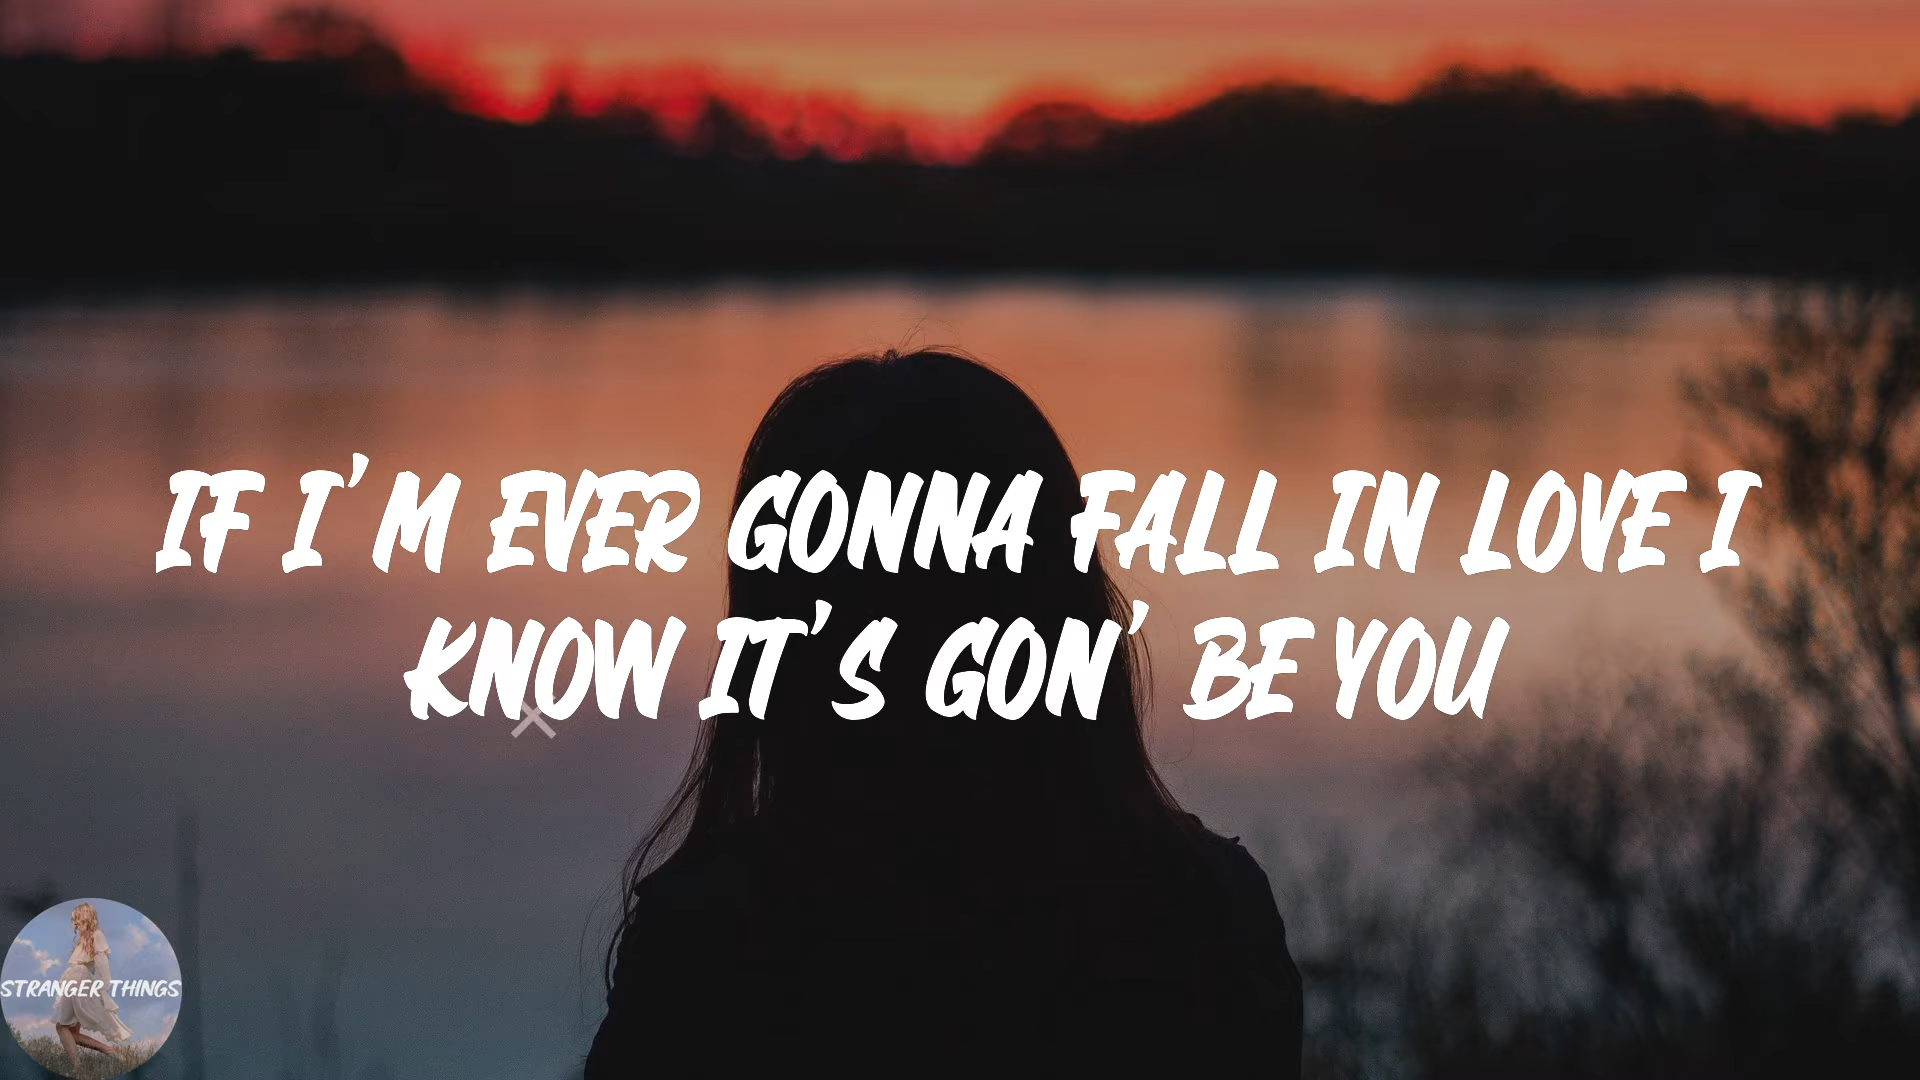 IF I'M EVER GONNA FALL IN LOVE I
KNOW IT'S GON' BE YOU
STRANGER THINGS